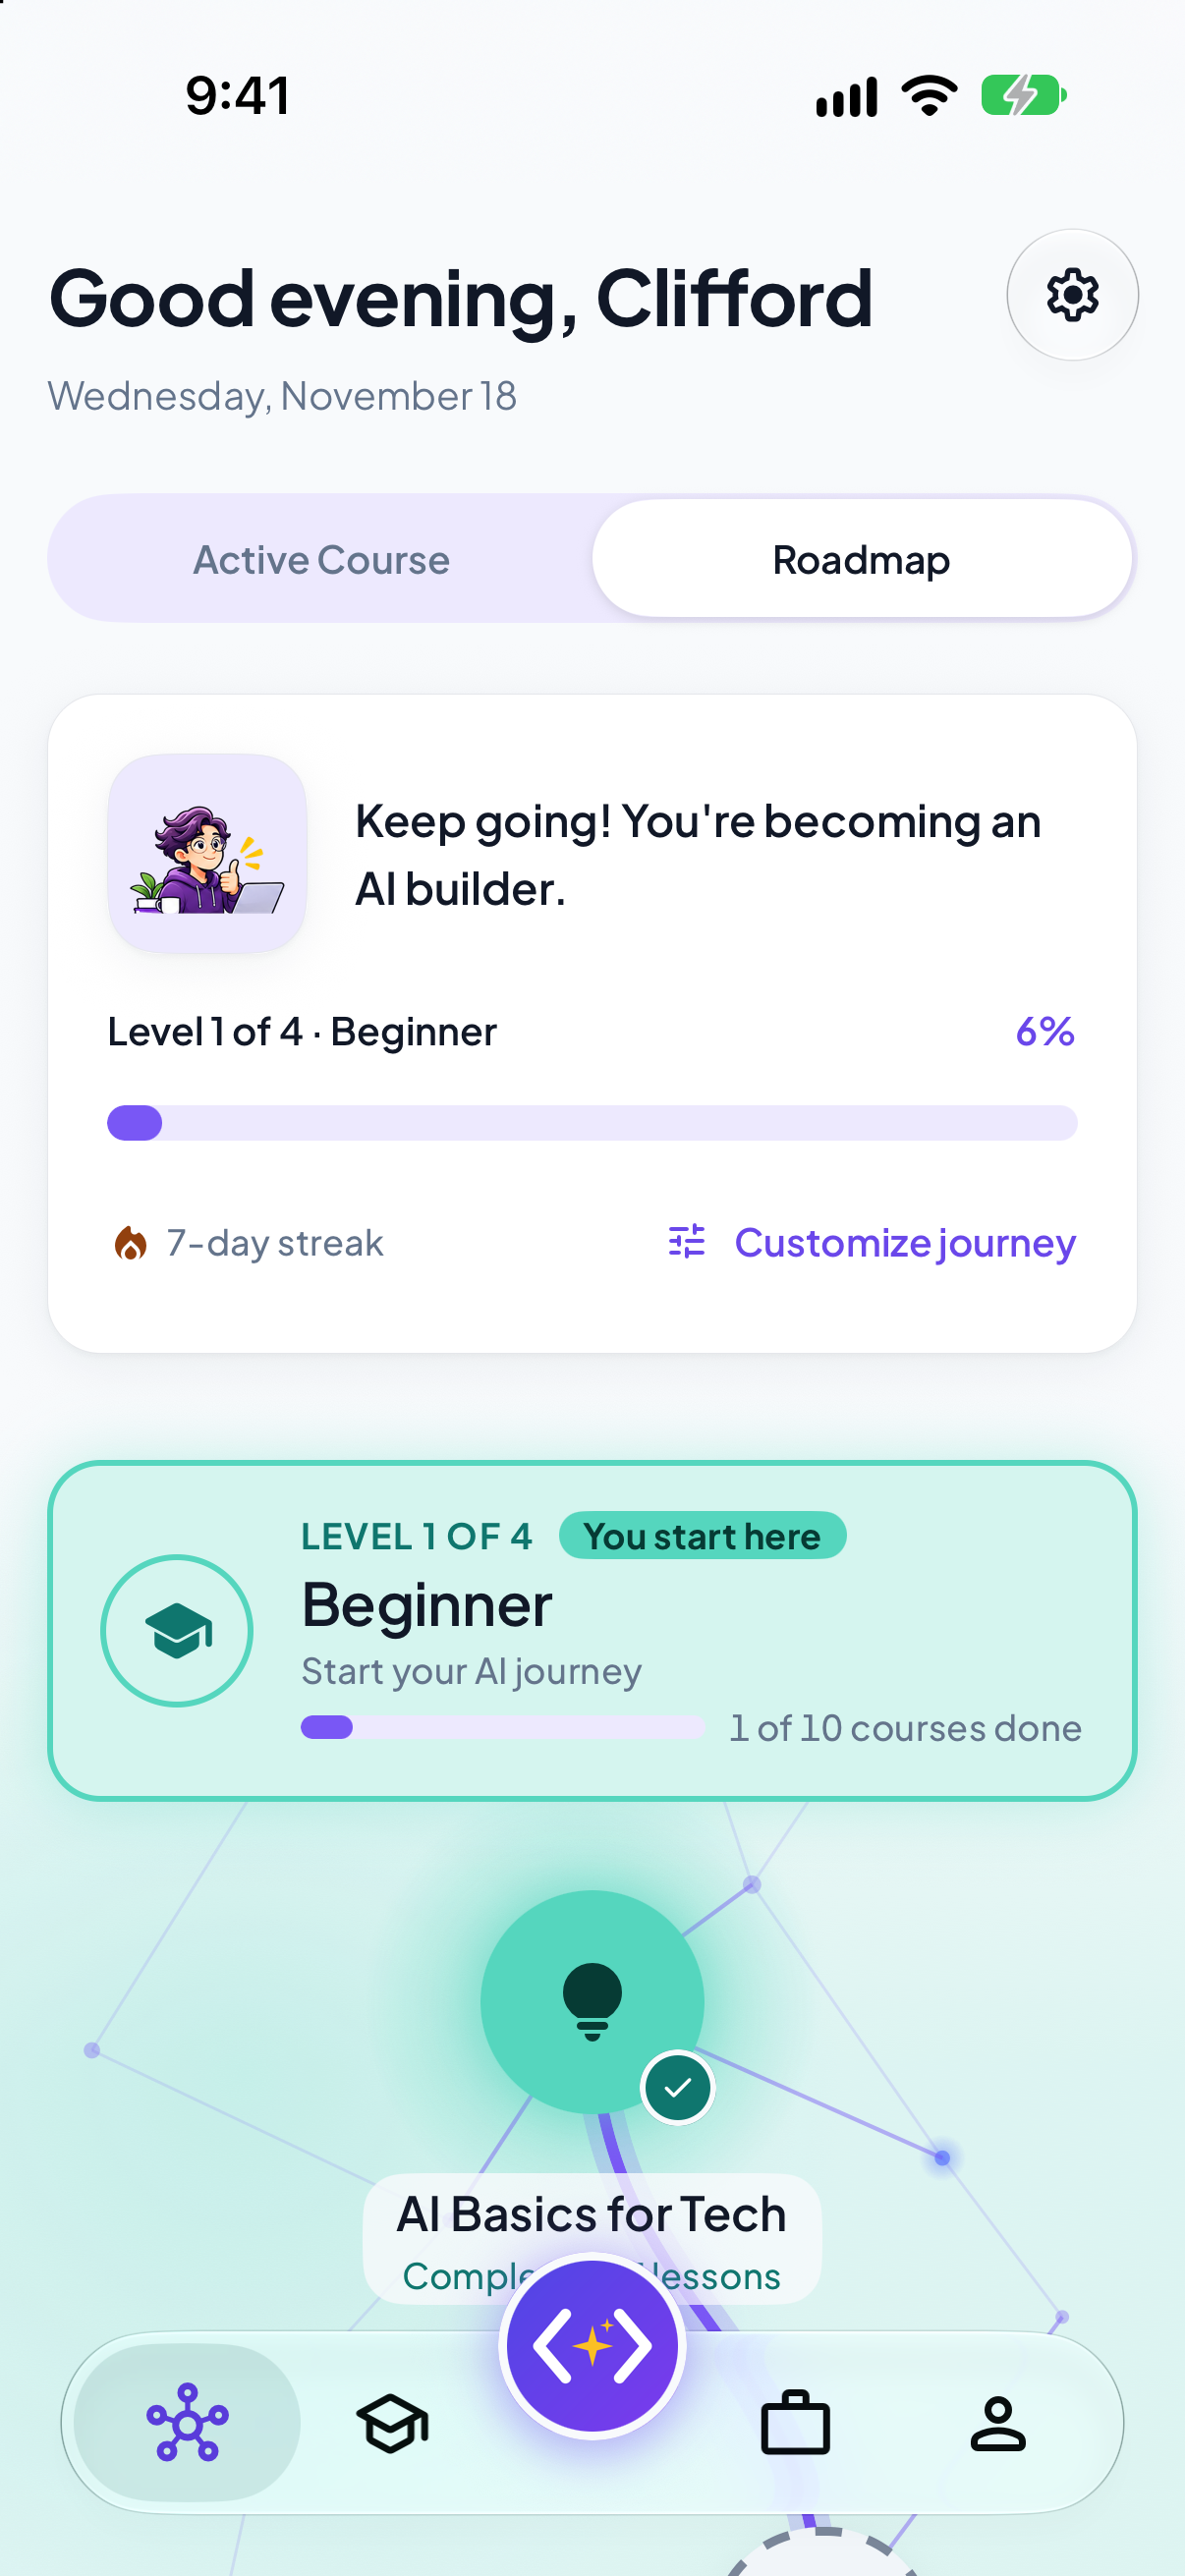 9:41
Good evening, Clifford
Wednesday, November 18
Active Course
Roadmap
Keep going! You're becoming an
AI builder.
Level 1 of 4 · Beginner
6%
7-day streak
Customize journey
LEVEL 1 OF 4
You start here
Beginner
Start your AI journey
1 of 10 courses done
AI Basics for Tech
lessons